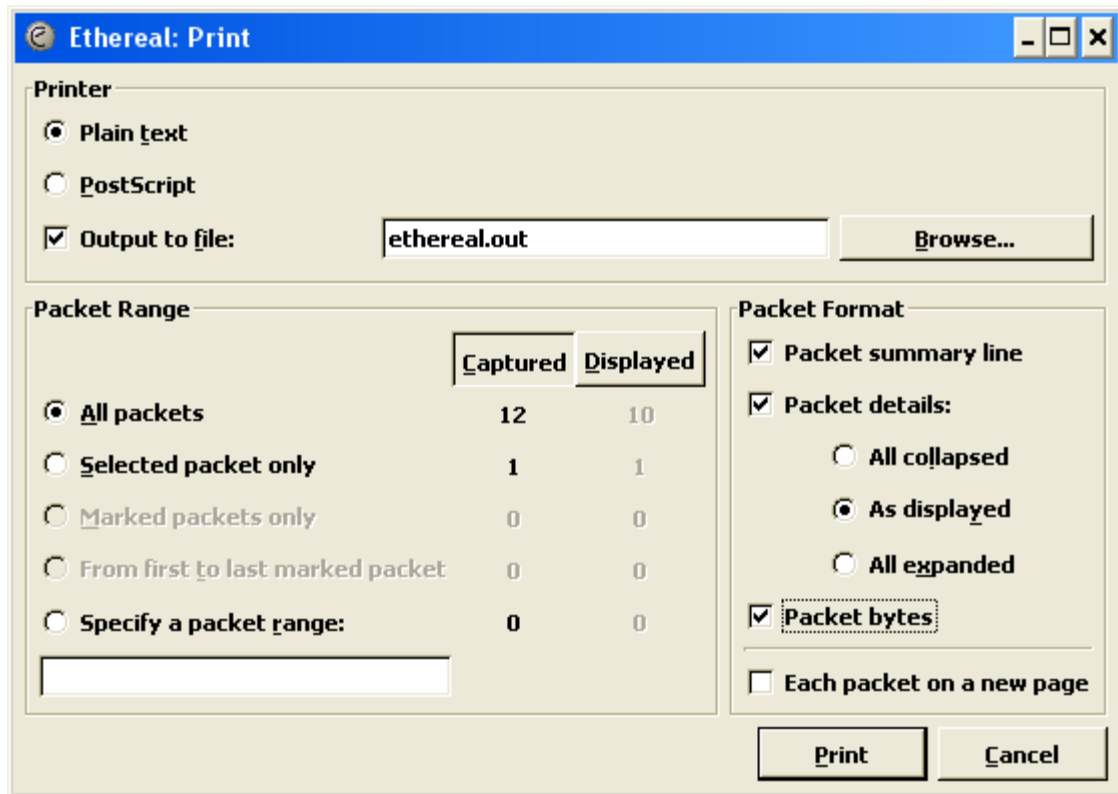 Ethereal: Print
Printer
Plain text
PostScript
Output to file: ethereal.out Browse...
Packet Range
Captured Displayed
All packets 12 10
Selected packet only 1 1
Marked packets only 0 0
From first to last marked packet 0 0
Specify a packet range: 0 0
Packet Format
Packet summary line
Packet details:
All collapsed
As displayed
All expanded
Packet bytes
Each packet on a new page
Print Cancel